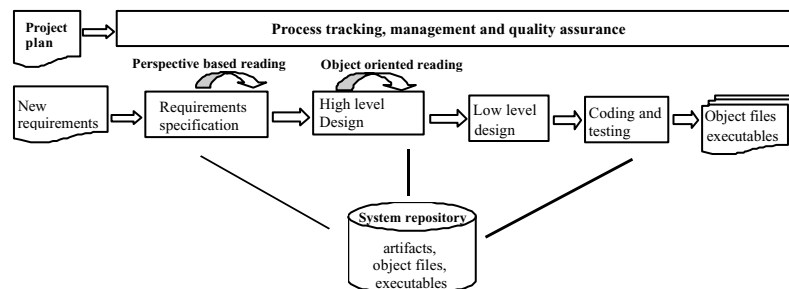 Project
plan
Process tracking, management and quality assurance
Perspective based reading
Object oriented reading
New
requirements
Requirements
specification
High level
Design
Low level
design
Coding and
testing
Object files
executables
System repository
artifacts,
object files,
executables